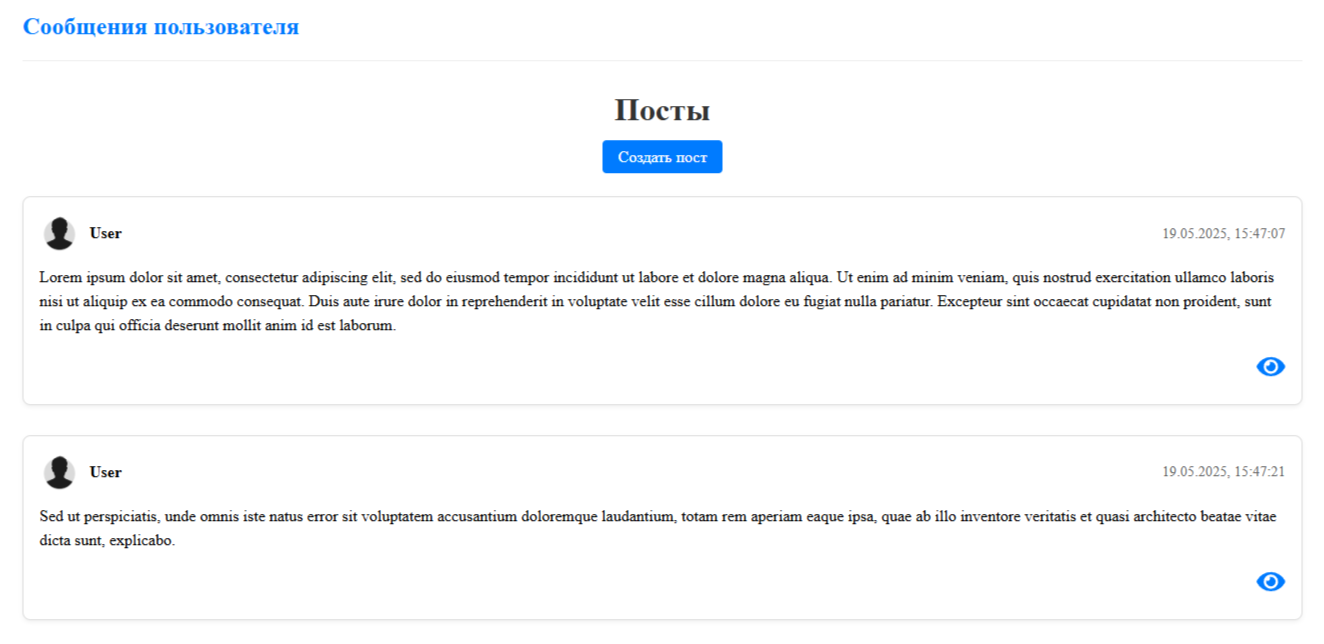 Сообщения пользователя
Посты
Создать пост
User
19.05.2025, 15:47:07
Lorem ipsum dolor sit amet, consectetur adipiscing elit, sed do eiusmod tempor incididunt ut labore et dolore magna aliqua. Ut enim ad minim veniam, quis nostrud exercitation ullamco laboris
nisi ut aliquip ex ea commodo consequat. Duis aute irure dolor in reprehenderit in voluptate velit esse cillum dolore eu fugiat nulla pariatur. Excepteur sint occaecat cupidatat non proident, sunt
in culpa qui officia deserunt mollit anim id est laborum.
User
19.05.2025, 15:47:21
Sed ut perspiciatis, unde omnis iste natus error sit voluptatem accusantium doloremque laudantium, totam rem aperiam eaque ipsa, quae ab illo inventore veritatis et quasi architecto beatae vitae
dicta sunt, explicabo.